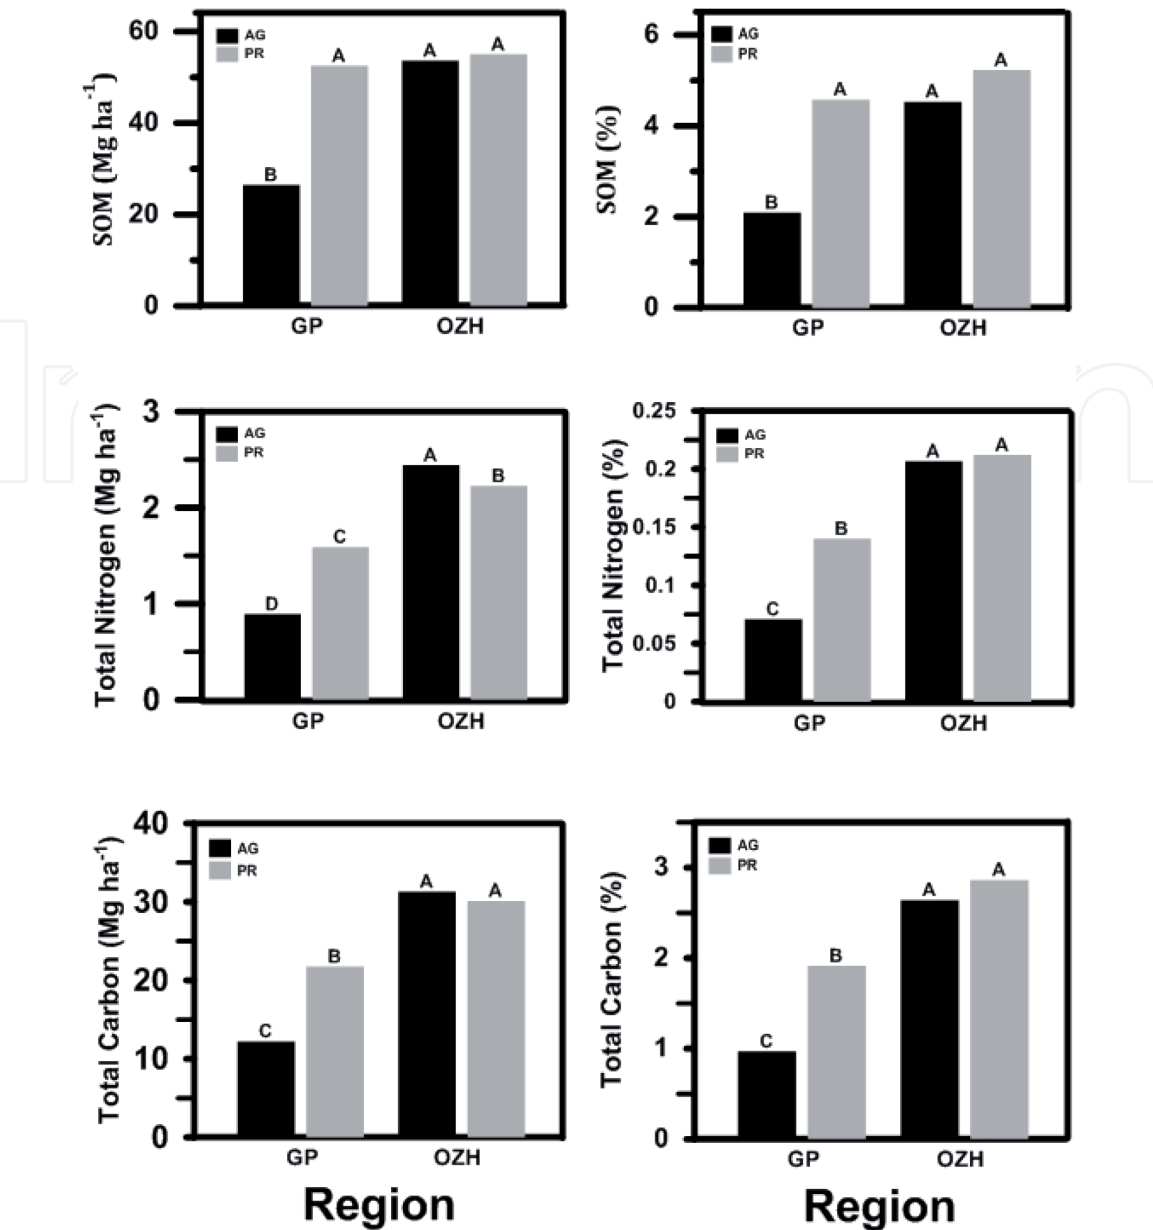 SOM (Mg ha-1)
60
40
20
0
AG
PR
B
A
A
A
GP
OZH
SOM (%)
6
4
2
0
AG
PR
B
A
A
A
GP
OZH
Total Nitrogen (Mg ha-1)
3
2
1
0
AG
PR
D
C
A
B
GP
OZH
Total Nitrogen (%)
0.25
0.2
0.15
0.1
0.05
0
AG
PR
C
B
A
A
GP
OZH
Total Carbon (Mg ha-1)
40
30
20
10
0
AG
PR
C
B
A
A
GP
OZH
Region
Total Carbon (%)
3
2
1
0
AG
PR
C
B
A
A
GP
OZH
Region